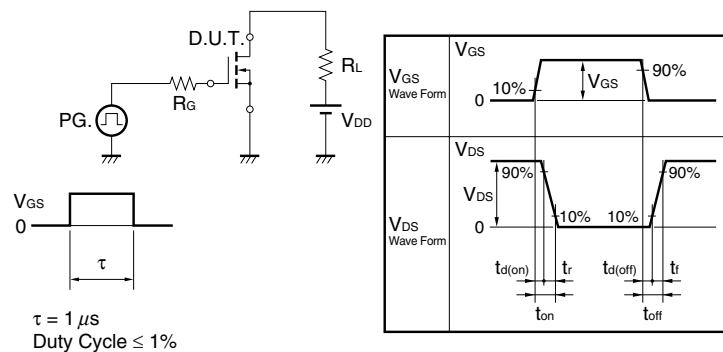 D.U.T.
RL
RG
PG.
VDD
VGS
0
τ
τ = 1 μs
Duty Cycle ≤ 1%
VGS
Wave Form
VGS
10%
VGS
90%
0
VDS
Wave Form
VDS
90%
VDS
90%
10%
10%
0
td(on)
tr
td(off)
tf
ton
toff